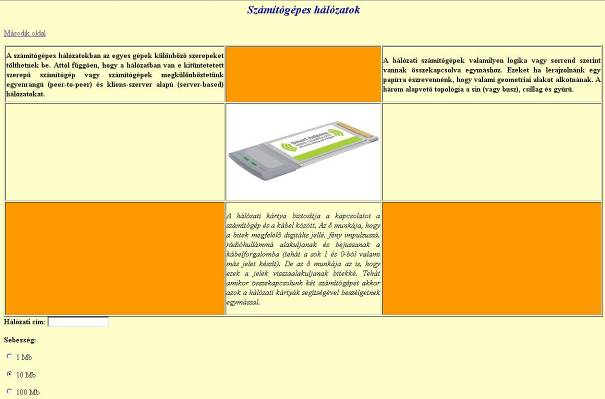 Számítógépes hálózatok
Második oldal
A számítógépes hálózatokban az egyes gépek különböző szerepeket
tölthetnek be. Attól függően, hogy a hálózatban van e kitüntetetett
szerepű számítógép vagy számítógépek megkülönböztetünk
egyenrangú (peer-to-peer) és kliens-szerver alapú (server-based)
hálózatokat.
A hálózati számítógépek valamilyen logika vagy sorrend szerint
vannak összekapcsolva egymáshoz. Ezeket ha lerajzolnánk egy
papírra észrevennénk, hogy valami geometriai alakot alkotnának. A
három alapvető topológia a sín (vagy busz), csillag és gyűrű.
Smart Antenna
A hálózati kártya biztosítja a kapcsolatot a
számítógép és a kábel között. Az ő munkája, hogy
a bitek megfelelő digitális jellé, fény impulzussá,
rádióhullámmá alakuljanak és bejussanak a
kábelforgalomba (tehát a sok 1 és 0-ból valami
más jelet készít). De az ő munkája az is, hogy
ezek a jelek visszaalakuljanak bitekké. Tehát
amikor összekapcsolunk két számítógépet akkor
azok a hálózati kártyák segítségével beszélgetnek
egymással.
Hálózati cím:
Sebesség:
1 Mb
10 Mb
100 Mb